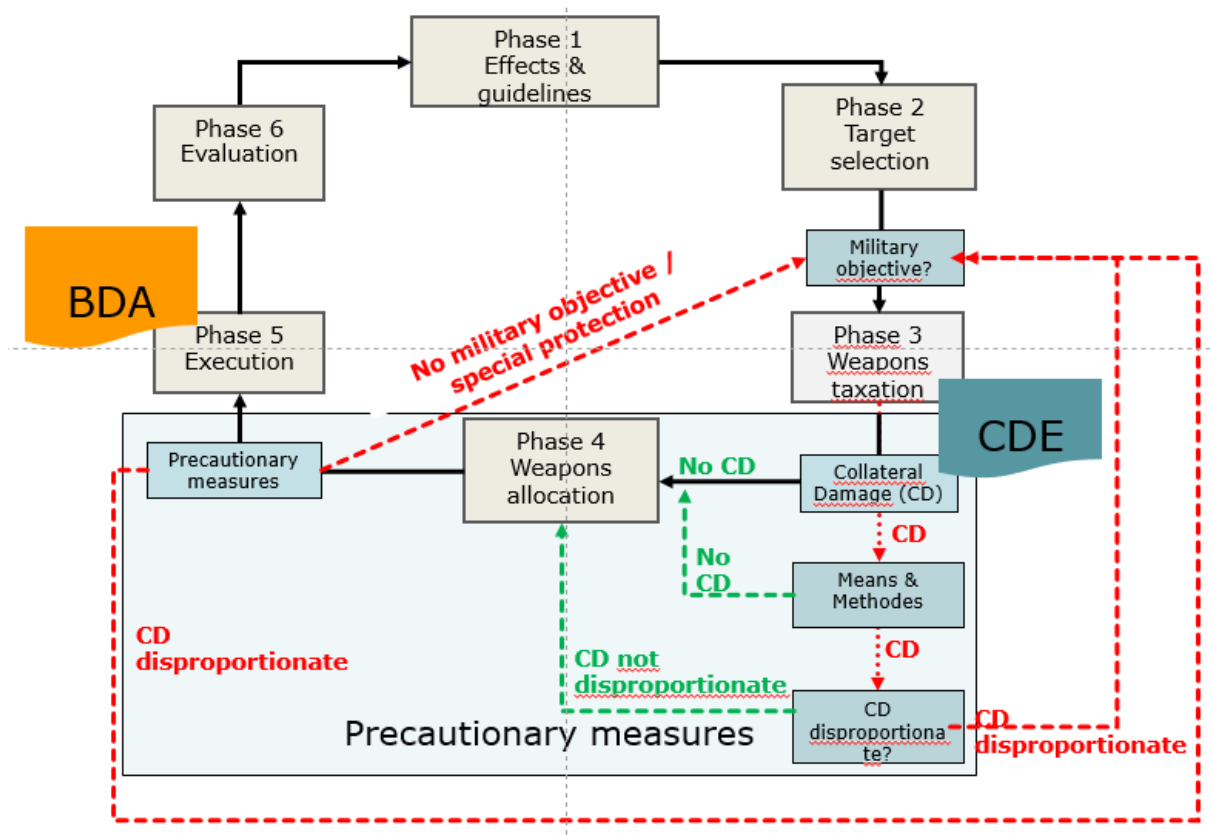 Phase 1
Effects &
guidelines
Phase 2
Target
selection
Phase 6
Evaluation
Military
objective?
BDA
No military objective /
special protection
Phase 5
Execution
Phase 3
Weapons
taxation
CDE
Phase 4
Weapons
allocation
Precautionary
measures
No CD
Collateral
Damage (CD)
CD
No
CD
Means &
Methodes
CD
CD
disproportionate
CD not
disproportionate
CD
disproportiona
te?
CD
disproportionate
Precautionary measures